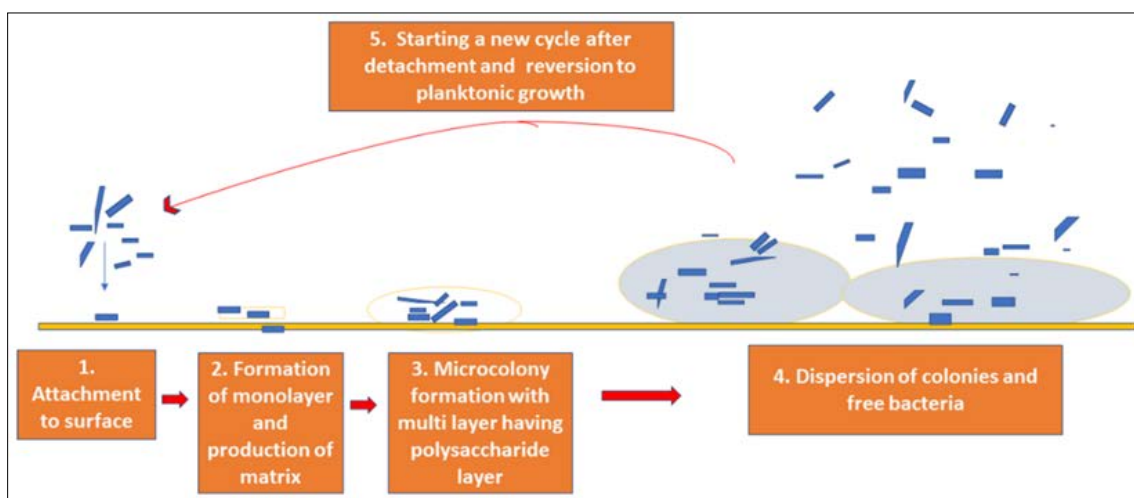 5. Starting a new cycle after
detachment and reversion to
planktonic growth
1.
Attachment
to surface
2. Formation
of monolayer
and
production of
matrix
3. Microcolony
formation with
multi layer having
polysaccharide
layer
4. Dispersion of colonies and
free bacteria